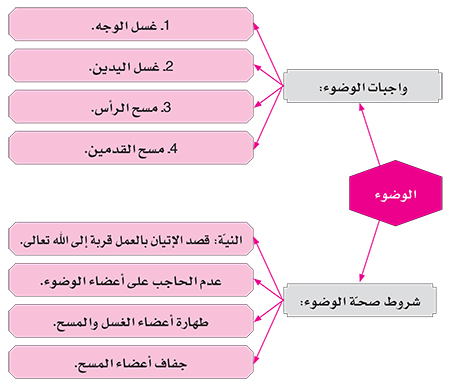 الوضوء
واجبات الوضوء:
1. غسل الوجه.
2. غسل اليدين.
3. مسح الرأس.
4. مسح القدمين.
شروط صحّة الوضوء:
النيّة: قصد الإتيان بالعمل قربة إلى الله تعالى.
عدم الحاجب على أعضاء الوضوء.
طهارة أعضاء الغسل والمسح.
جفاف أعضاء المسح.